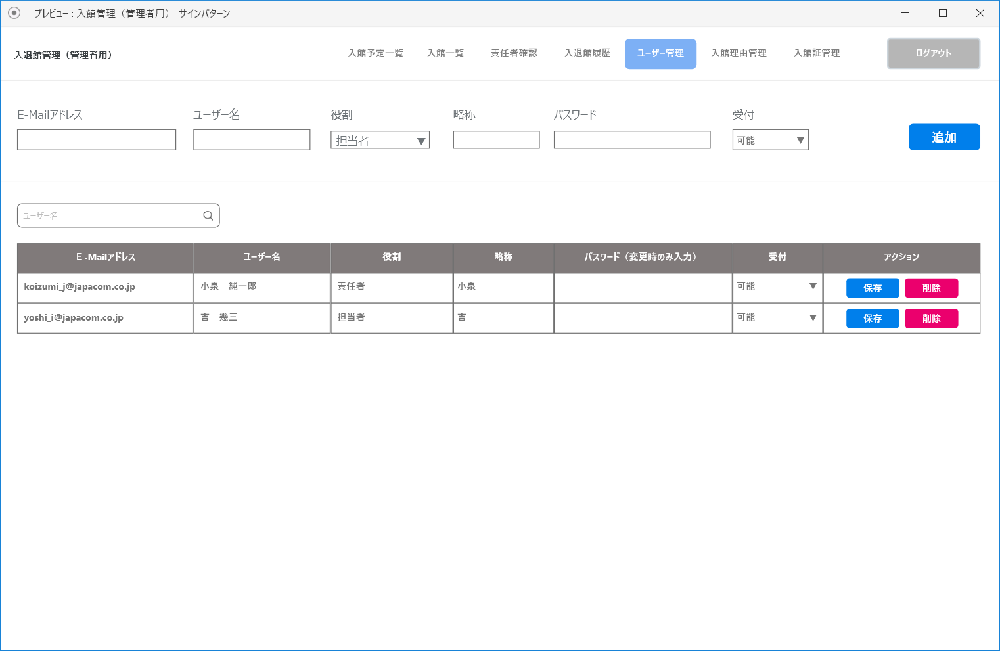 プレビュー : 入館管理（管理者用）_サインパターン
入退館管理（管理者用）
入館予定一覧 入館一覧 責任者確認 入退館履歴 ユーザー管理 入館理由管理 入館証管理 ログアウト
E-Mailアドレス ユーザー名 役割 略称 パスワード 受付
担当者 ▼ 可能 ▼ 追加
ユーザー名
E -Mailアドレス ユーザー名 役割 略称 パスワード（変更時のみ入力） 受付 アクション
koizumi_j@japacom.co.jp 小泉　純一郎 責任者 小泉 可能 ▼ 保存 削除
yoshi_i@japacom.co.jp 吉　幾三 担当者 吉 可能 ▼ 保存 削除